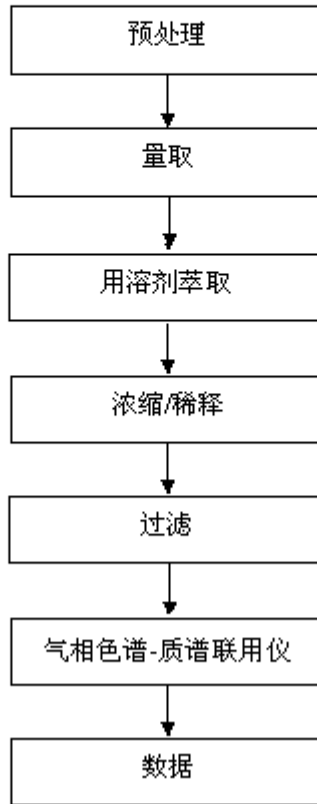 预处理
量取
用溶剂萃取
浓缩/稀释
过滤
气相色谱-质谱联用仪
数据